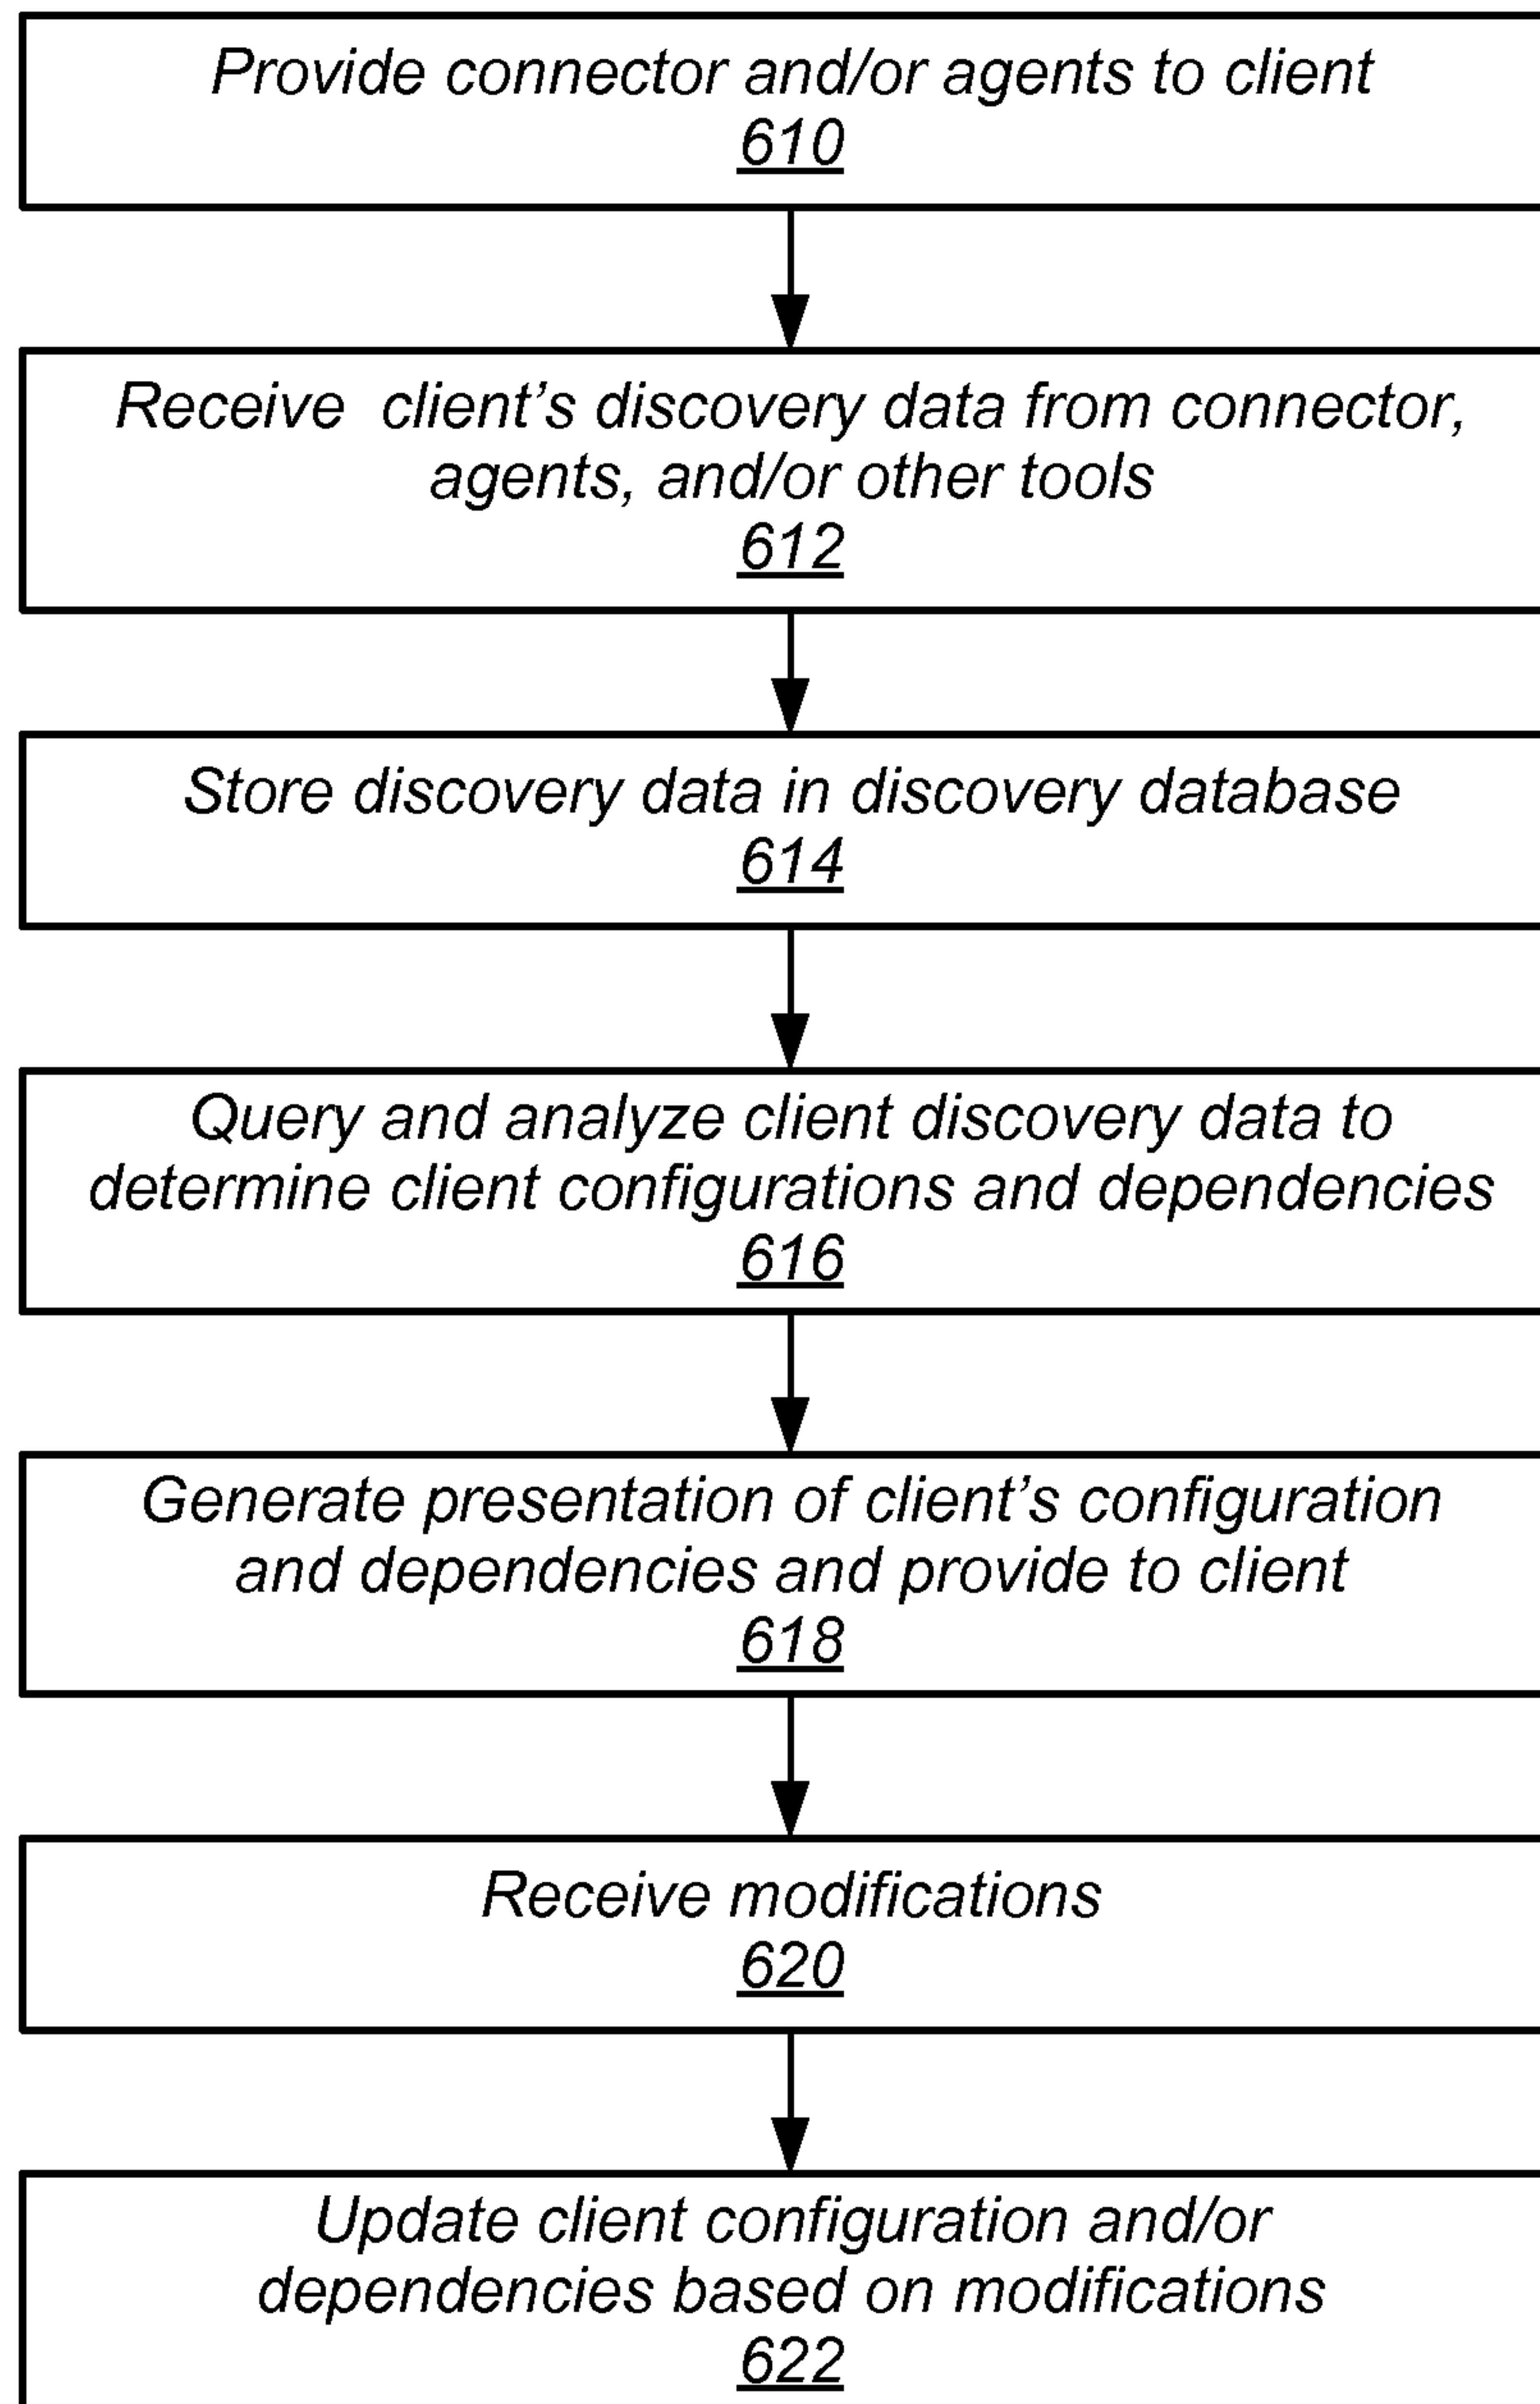 Provide connector and/or agents to client
610
Receive client’s discovery data from connector,
agents, and/or other tools
612
Store discovery data in discovery database
614
Query and analyze client discovery data to
determine client configurations and dependencies
616
Generate presentation of client’s configuration
and dependencies and provide to client
618
Receive modifications
620
Update client configuration and/or
dependencies based on modifications
622